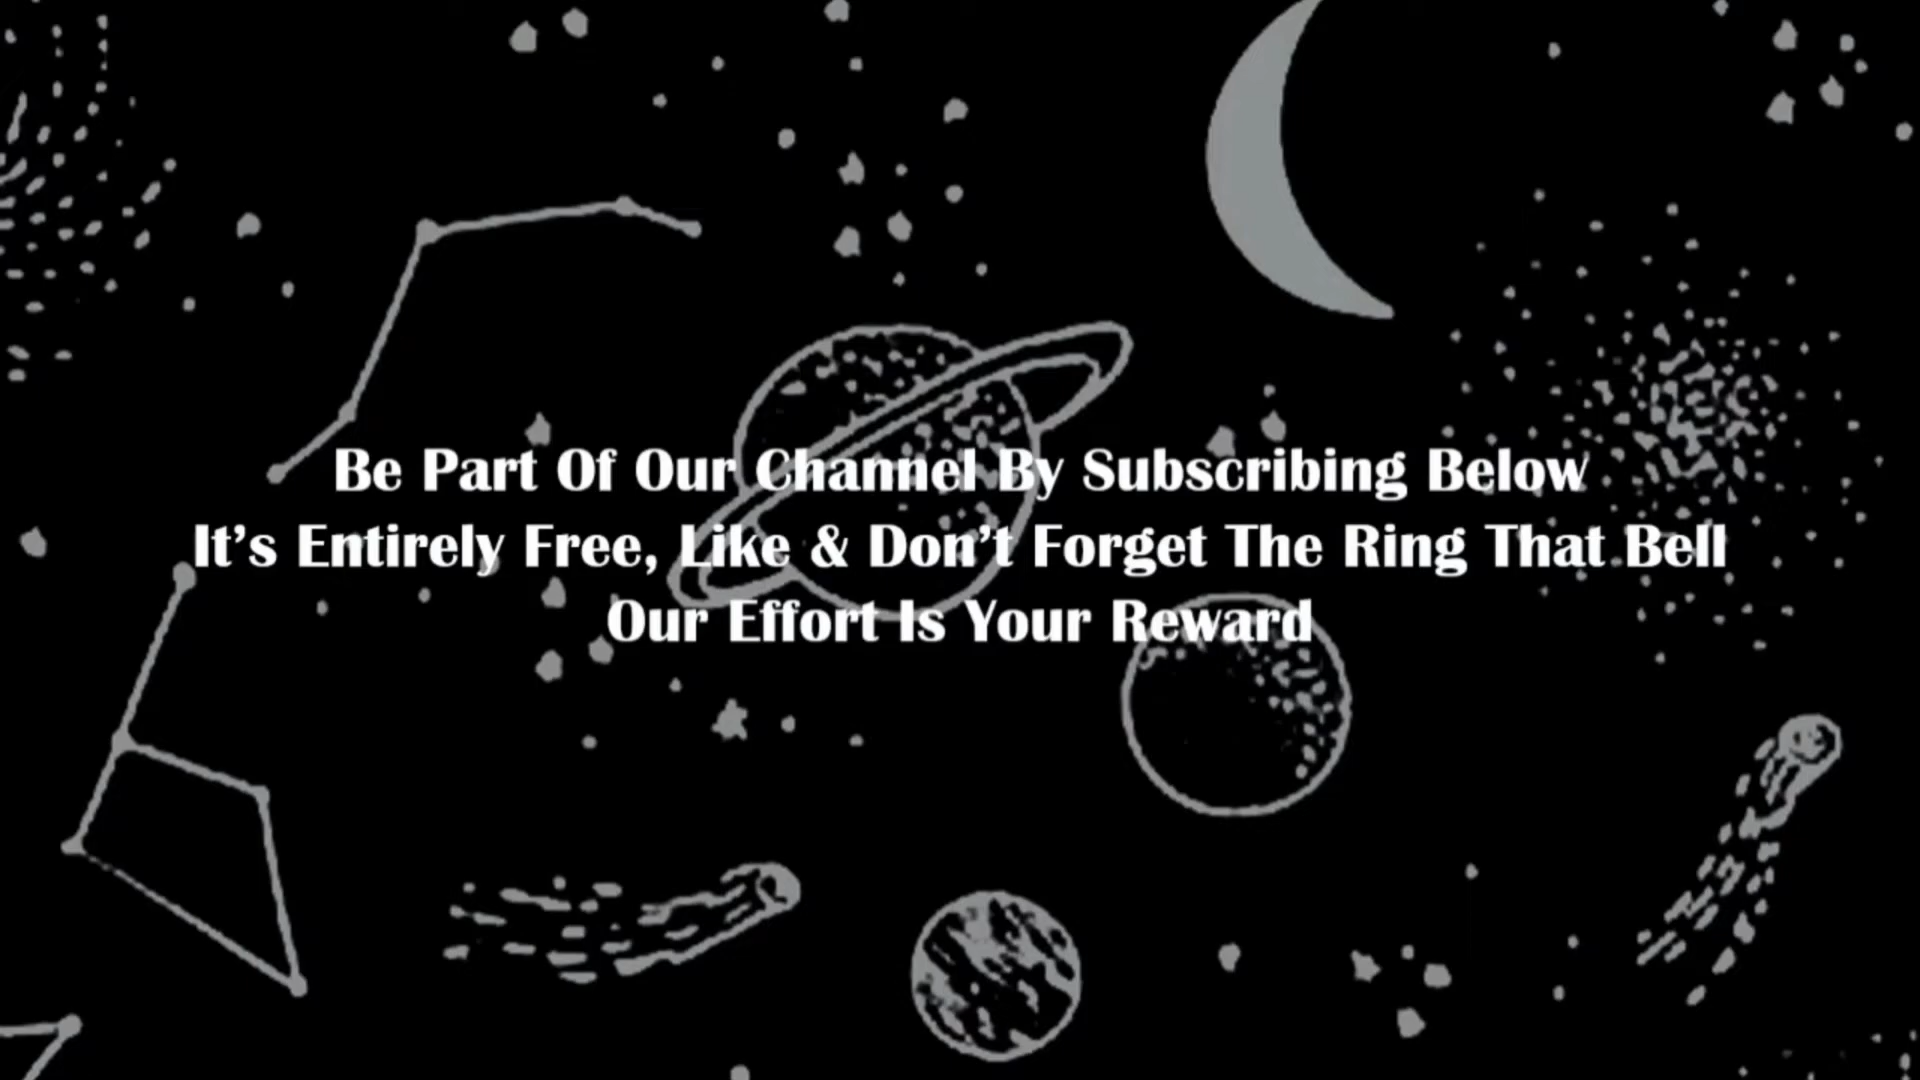 Be Part Of Our Channel By Subscribing Below
It's Entirely Free, Like & Don't Forget The Ring That Bell
Our Effort Is Your Reward